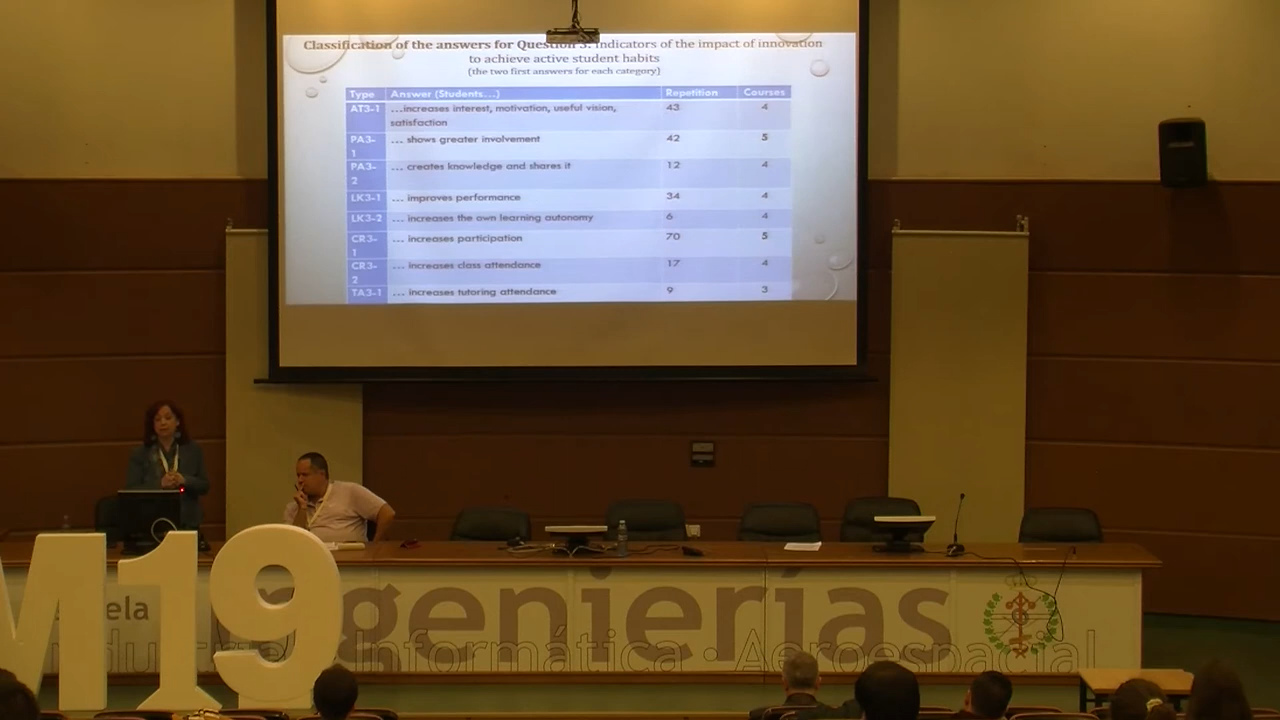 Classification of the answers for Question 3: Indicators of the impact of innovation
to achieve active student habits
(the two first answers for each category)
Type Answer (Students...) Repetition Courses
AT3-1 ...increases interest, motivation, useful vision, satisfaction 43 4
PA3-1 ... shows greater involvement 42 5
PA3-2 ... creates knowledge and shares it 12 4
LK3-1 ... improves performance 34 4
LK3-2 ... increases the own learning autonomy 6 4
CR3-1 ... increases participation 70 5
CR3-2 ... increases class attendance 17 4
TA3-1 ... increases tutoring attendance 9 3
M19
ngenierías
Informática · Aeroespacial